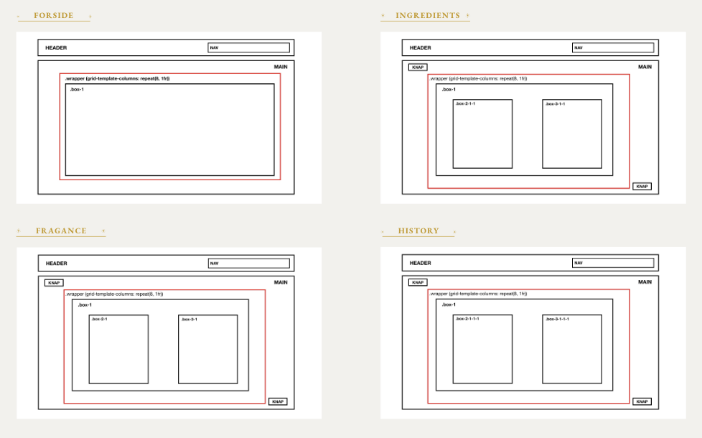 FORSIDE
HEADER
NAV
MAIN
.wrapper {grid-template-columns: repeat(8, 1fr)}
.box-1
INGREDIENTS
HEADER
NAV
KNAP
MAIN
.wrapper {grid-template-columns: repeat(8, 1fr)}
.box-1
.box-2-1-1
.box-3-1-1
KNAP
FRAGANCE
HEADER
NAV
KNAP
MAIN
.wrapper {grid-template-columns: repeat(8, 1fr)}
.box-1
.box-2-1
.box-3-1
KNAP
HISTORY
HEADER
NAV
KNAP
MAIN
.wrapper {grid-template-columns: repeat(8, 1fr)}
.box-1
.box-2-1-1-1
.box-3-1-1-1
KNAP